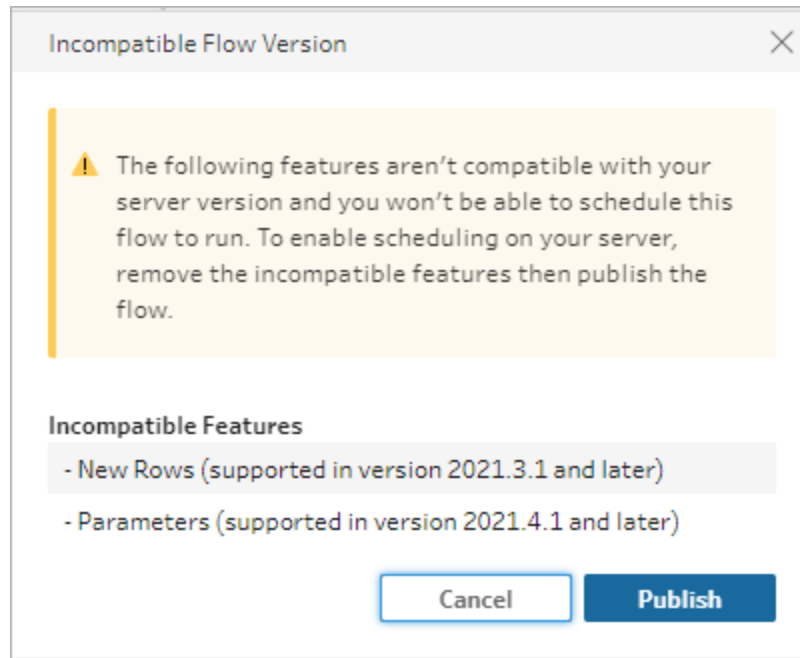 Incompatible Flow Version
The following features aren't compatible with your
server version and you won't be able to schedule this
flow to run. To enable scheduling on your server,
remove the incompatible features then publish the
flow.
Incompatible Features
- New Rows (supported in version 2021.3.1 and later)
- Parameters (supported in version 2021.4.1 and later)
Cancel
Publish